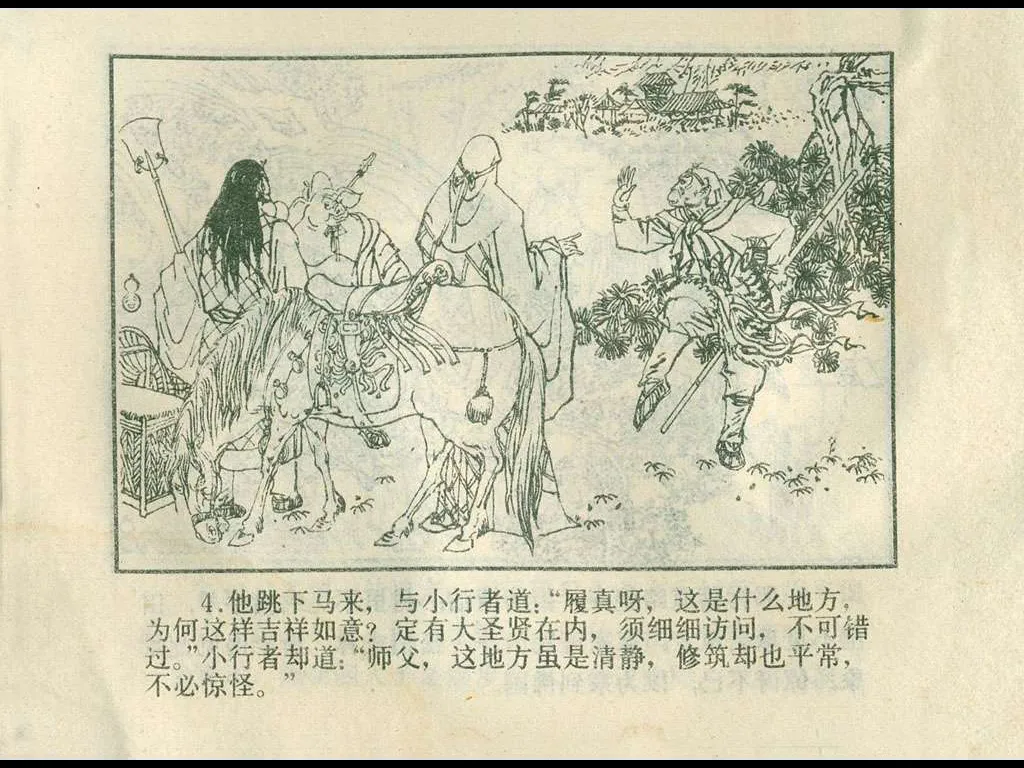 4.他跳下马来，与小行者道：“履真呀，这是什么地方，
为何这样吉祥如意？定有大圣贤在内，须细细访问，不可错
过。”小行者却道：“师父，这地方虽是清静，修筑却也平常，
不必惊怪。”